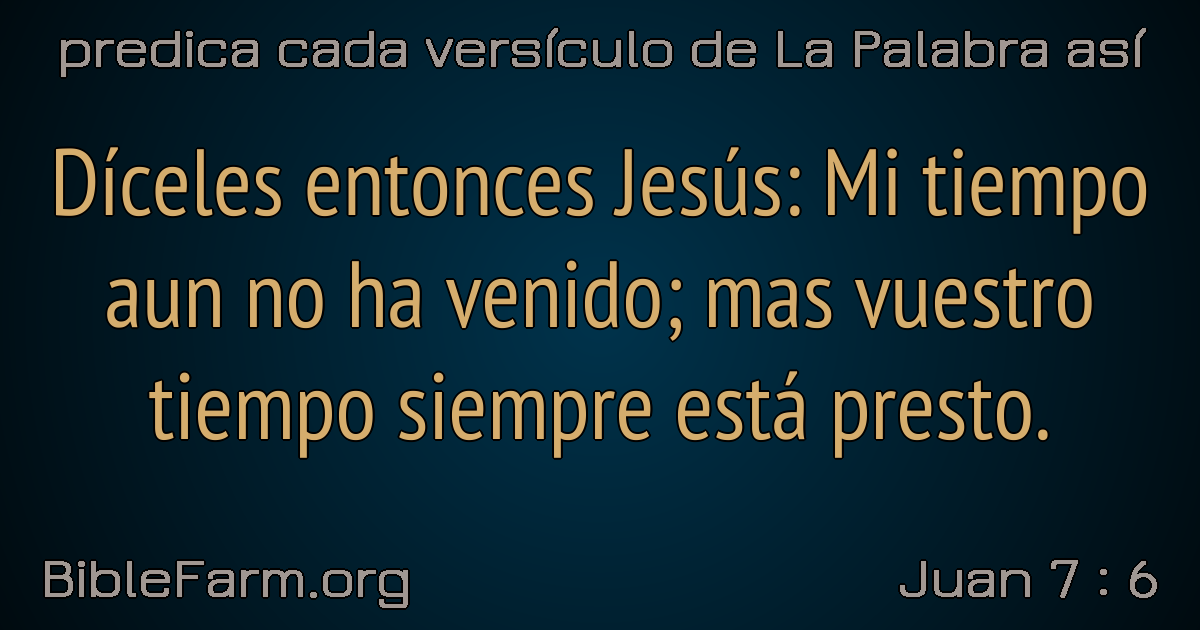 predica cada versículo de La Palabra así
Díceles entonces Jesús: Mi tiempo
aun no ha venido; mas vuestro
tiempo siempre está presto.
BibleFarm.org
Juan 7 : 6